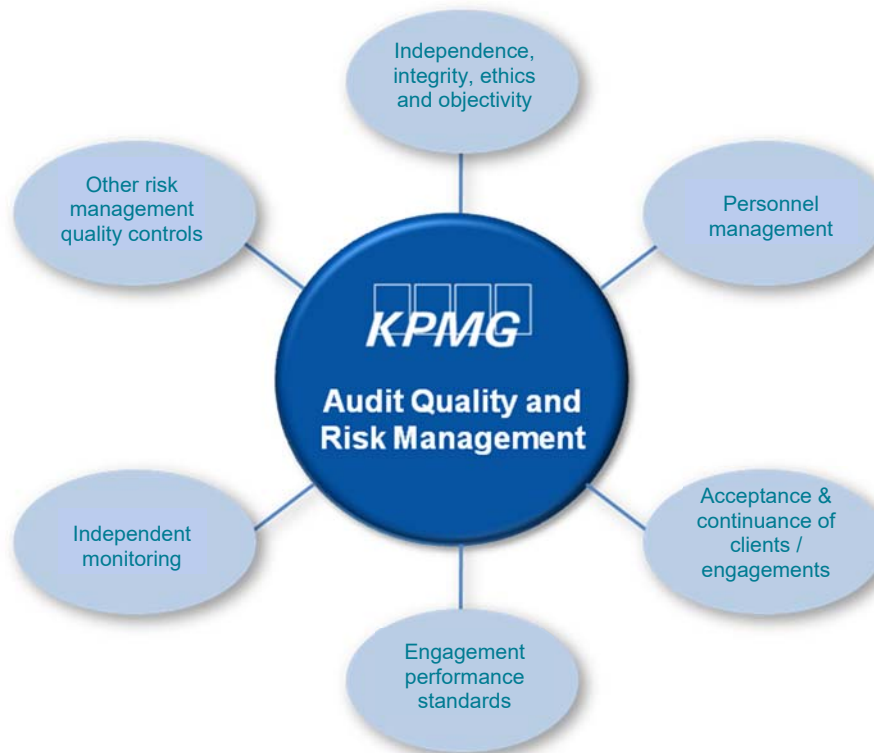 Independence,
integrity, ethics
and objectivity
Other risk
management
quality controls
Personnel
management
KPMG
Audit Quality and
Risk Management
Independent
monitoring
Acceptance &
continuance of
clients /
engagements
Engagement
performance
standards